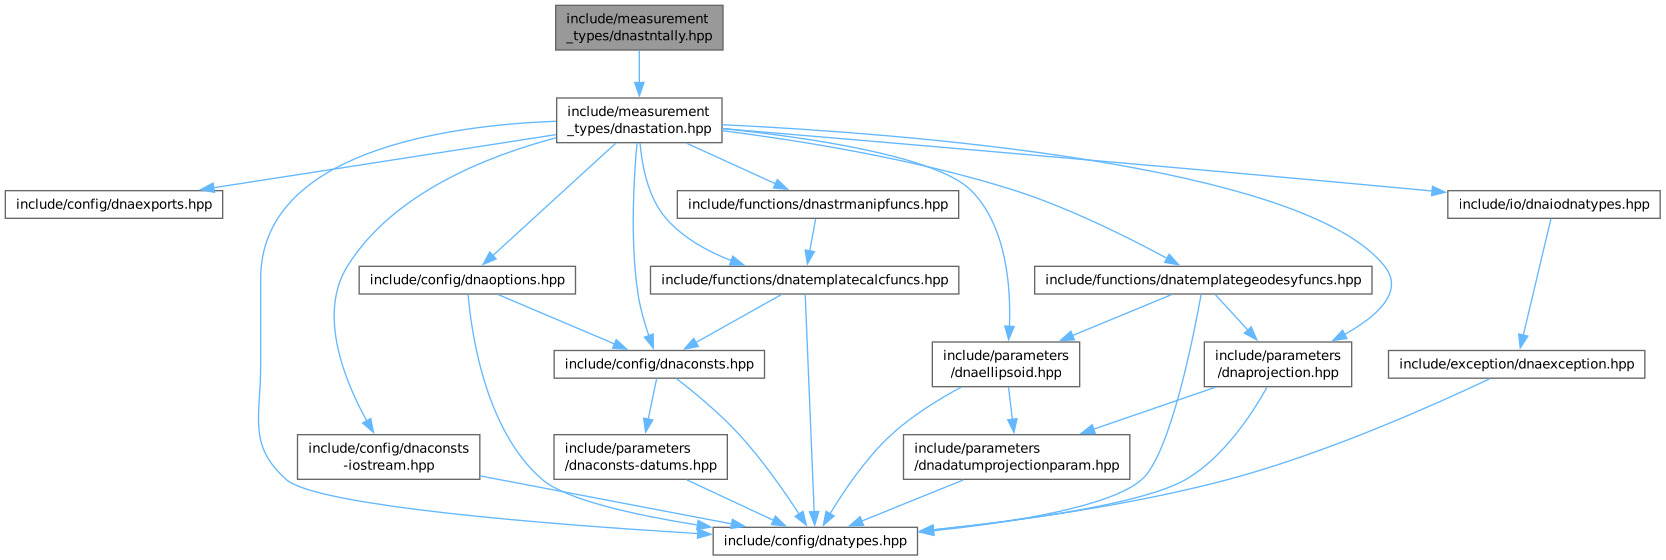 include/measurement
_types/dnastntally.hpp
include/measurement
_types/dnastation.hpp
include/config/dnaexports.hpp
include/functions/dnastrmanipfuncs.hpp
include/io/dnaiodnatypes.hpp
include/config/dnaoptions.hpp
include/functions/dnatemplatecalcfuncs.hpp
include/functions/dnatemplategeodesyfuncs.hpp
include/config/dnaconsts.hpp
include/parameters
/dnaellipsoid.hpp
include/parameters
/dnaprojection.hpp
include/exception/dnaexception.hpp
include/config/dnaconsts
-iostream.hpp
include/parameters
/dnaconsts-datums.hpp
include/parameters
/dnadatumprojectionparam.hpp
include/config/dnatypes.hpp